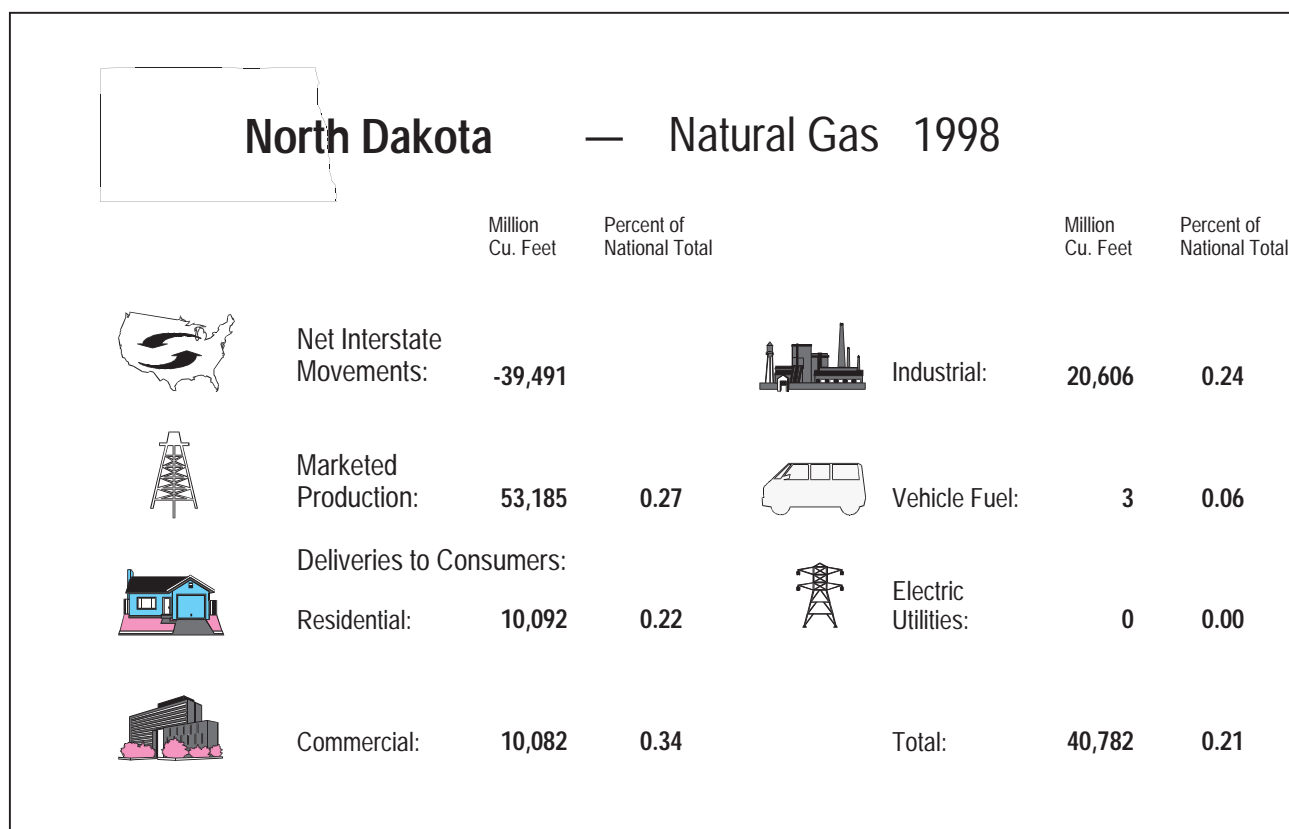 North Dakota — Natural Gas 1998
Million Percent of
Cu. Feet National Total
Million Percent of
Cu. Feet National Total
Net Interstate
Movements: -39,491
Industrial: 20,606 0.24
Marketed
Production: 53,185 0.27
Vehicle Fuel: 3 0.06
Deliveries to Consumers:
Residential: 10,092 0.22
Electric
Utilities: 0 0.00
Commercial: 10,082 0.34
Total: 40,782 0.21